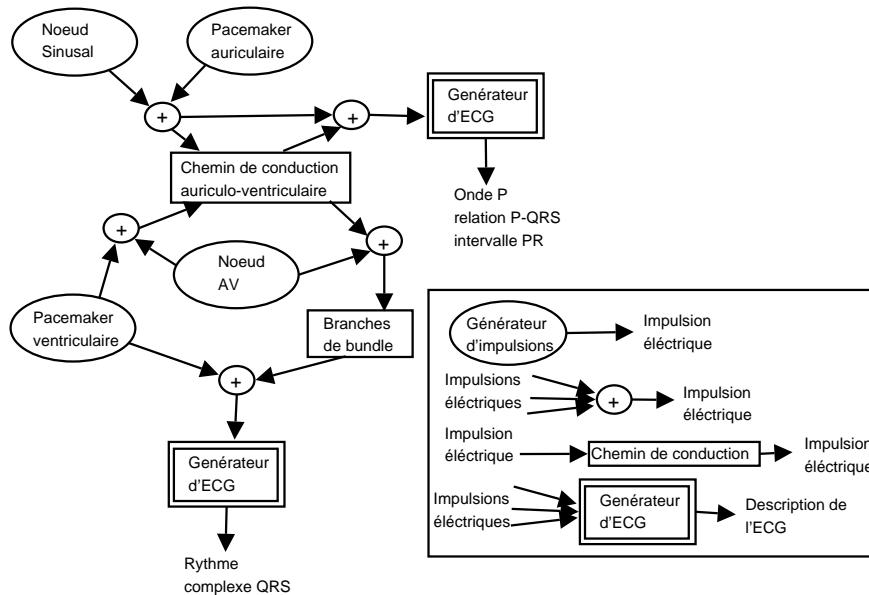 Noeud
Sinusal
Pacemaker
auriculaire
+
+
Genérateur
d'ECG
Chemin de conduction
auriculo-ventriculaire
Onde P
relation P-QRS
intervalle PR
+
Noeud
AV
+
Pacemaker
ventriculaire
Branches
de bundle
+
Genérateur
d'ECG
Rythme
complexe QRS
Générateur
d'impulsions
Impulsion
éléctrique
Impulsions
éléctriques
+
Impulsion
éléctrique
Impulsion
éléctrique
Chemin de conduction
Impulsion
éléctrique
Impulsions
éléctriques
Genérateur
d'ECG
Description de
l'ECG